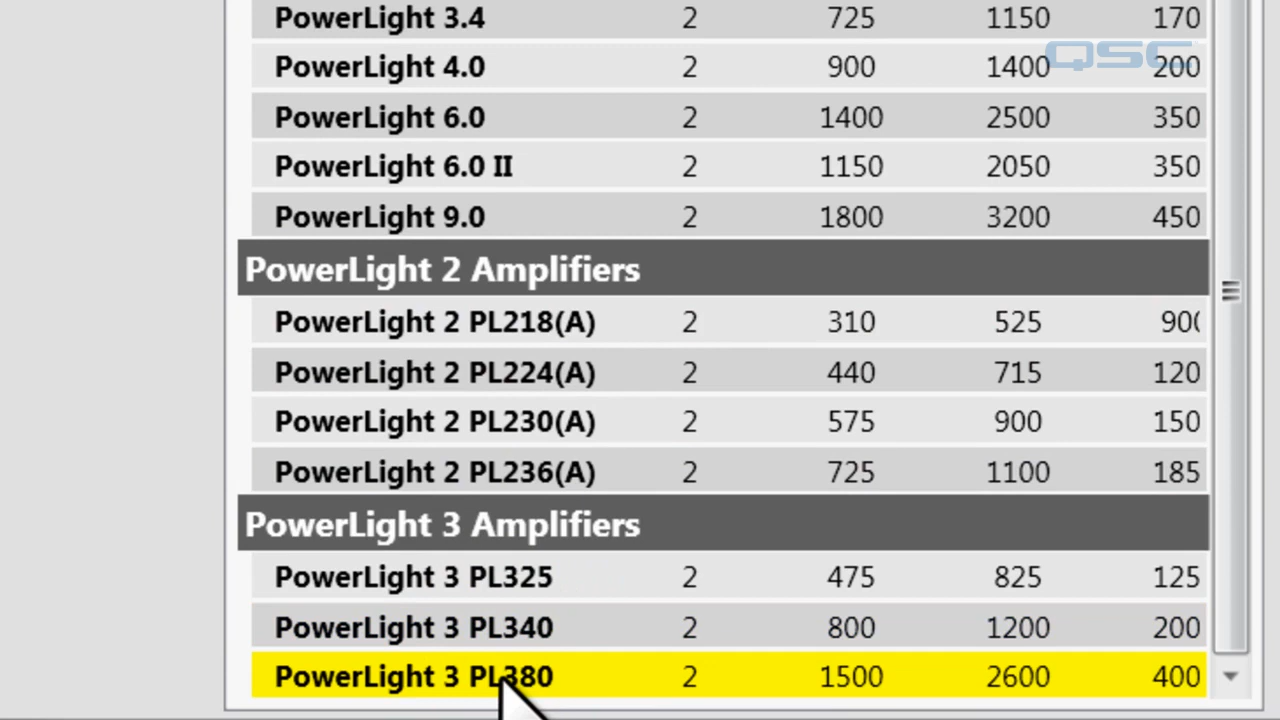 PowerLight 3.4 2 725 1150 170
QSC
PowerLight 4.0 2 900 1400 200
PowerLight 6.0 2 1400 2500 350
PowerLight 6.0 II 2 1150 2050 350
PowerLight 9.0 2 1800 3200 450
PowerLight 2 Amplifiers
PowerLight 2 PL218(A) 2 310 525 900
PowerLight 2 PL224(A) 2 440 715 120
PowerLight 2 PL230(A) 2 575 900 150
PowerLight 2 PL236(A) 2 725 1100 185
PowerLight 3 Amplifiers
PowerLight 3 PL325 2 475 825 125
PowerLight 3 PL340 2 800 1200 200
PowerLight 3 PL380 2 1500 2600 400